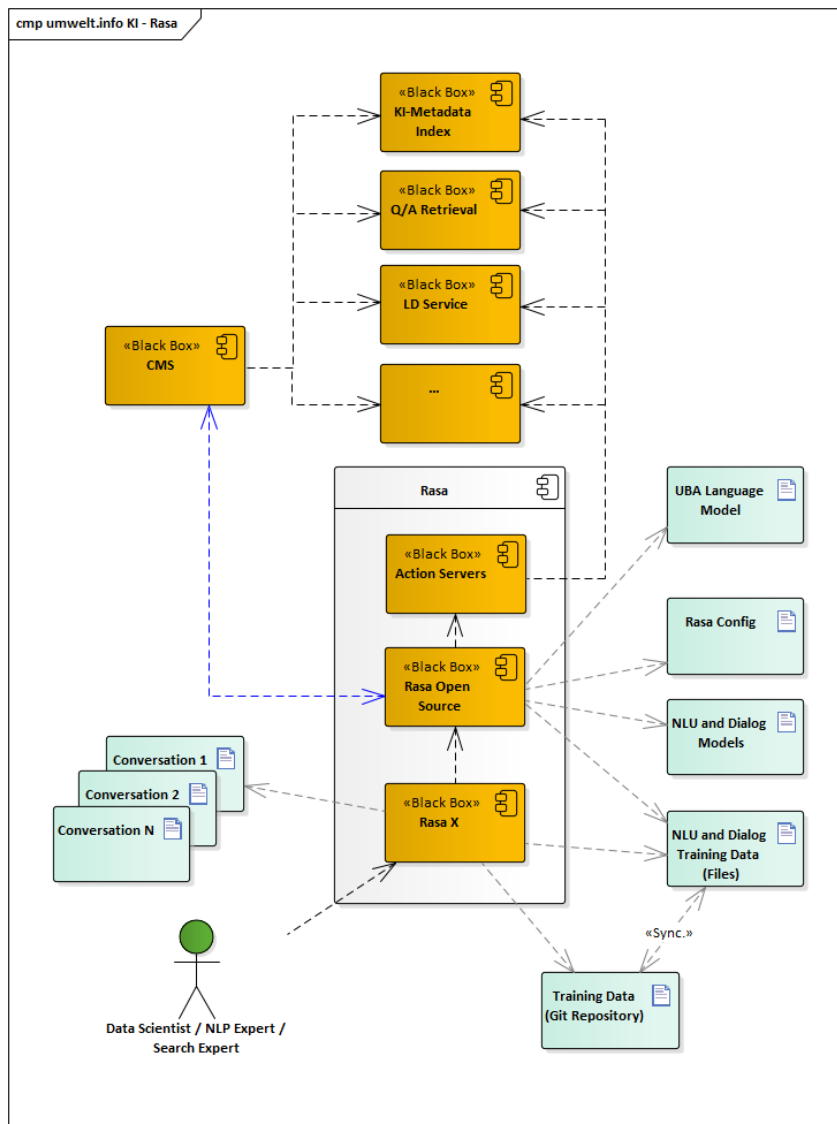 cmp umwelt.info KI - Rasa
«Black Box»
KI-Metadata
Index
«Black Box»
Q/A Retrieval
«Black Box»
LD Service
«Black Box»
CMS
...
Rasa
UBA Language
Model
«Black Box»
Action Servers
Rasa Config
«Black Box»
Rasa Open
Source
NLU and Dialog
Models
Conversation 1
Conversation 2
Conversation N
«Black Box»
Rasa X
NLU and Dialog
Training Data
(Files)
«Sync.»
Training Data
(Git Repository)
Data Scientist / NLP Expert /
Search Expert